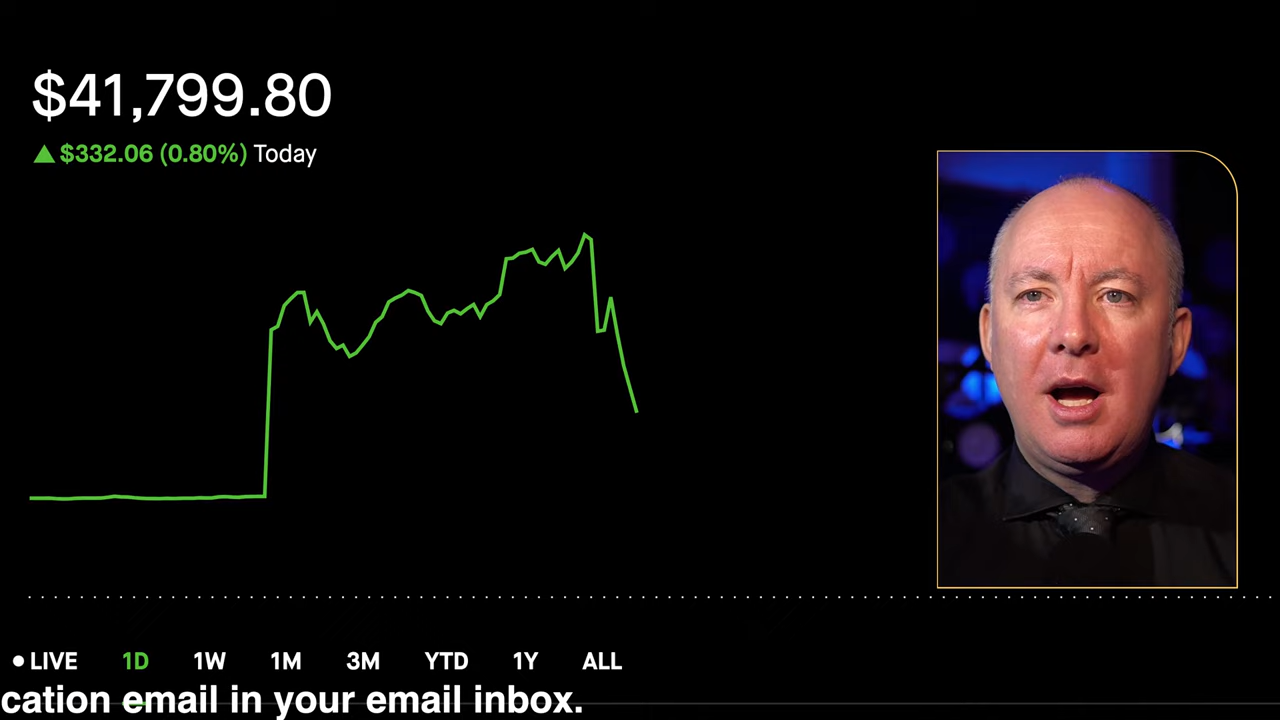 $41,799.80
▲$332.06 (0.80%) Today
LIVE 1D 1W 1M 3M YTD 1Y ALL
cation email in your email inbox.